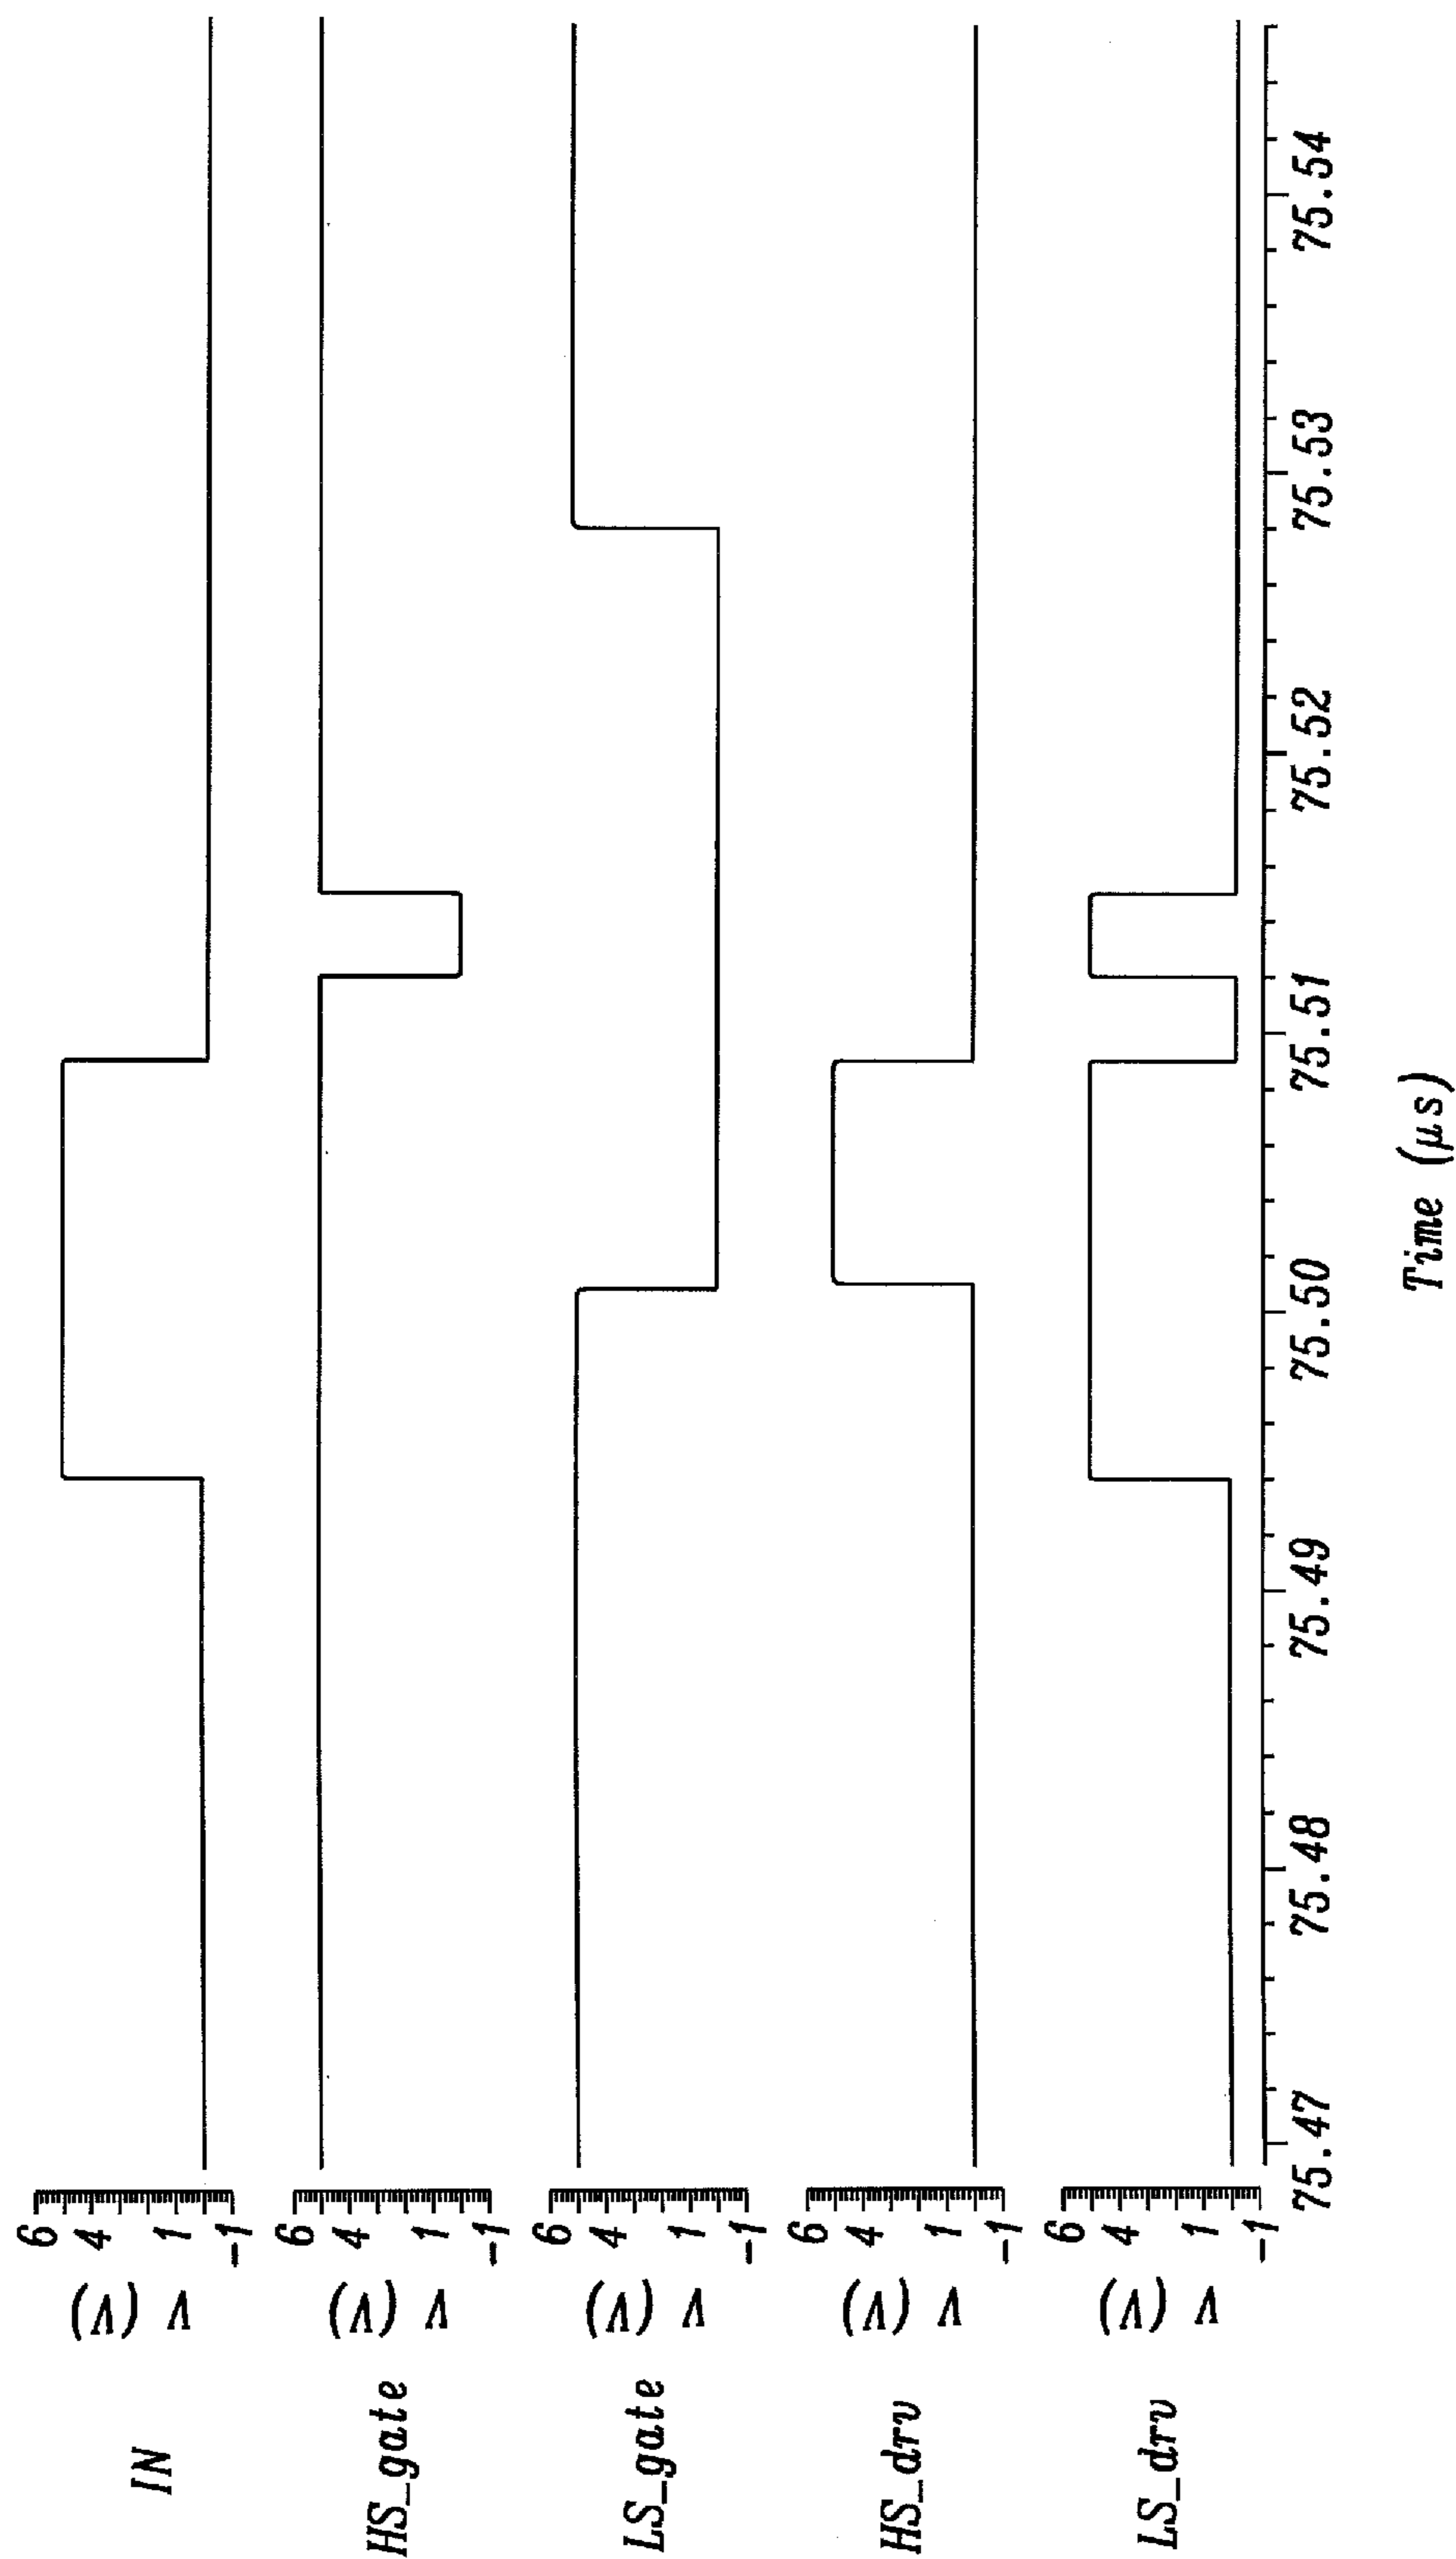 IN
V (V)
6
4
1
-1
HS_gate
V (V)
6
4
1
-1
LS_gate
V (V)
6
4
1
-1
HS_drv
V (V)
6
4
1
-1
LS_drv
V (V)
6
4
1
-1
75.47 75.48 75.49 75.50 75.51 75.52 75.53 75.54
Time (μs)